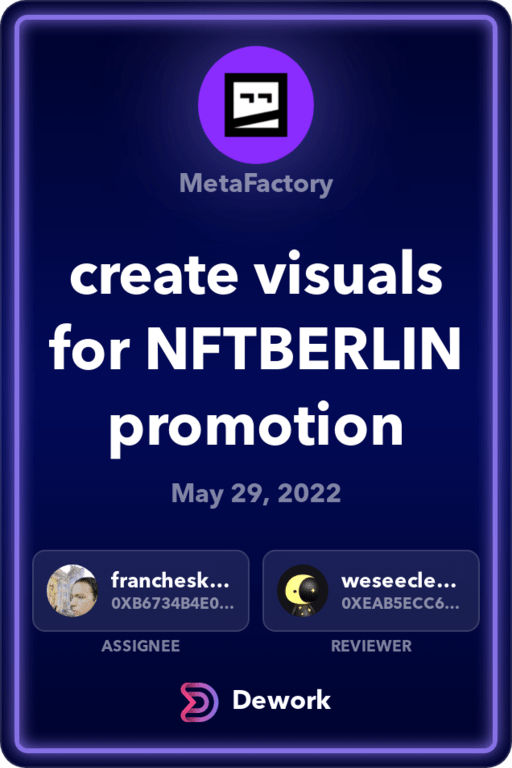 MetaFactory
create visuals
for NFTBERLIN
promotion
May 29, 2022
franchesk...
0XB6734B4E0...
ASSIGNEE
weseecle...
0XEAB5ECC6...
REVIEWER
Dework